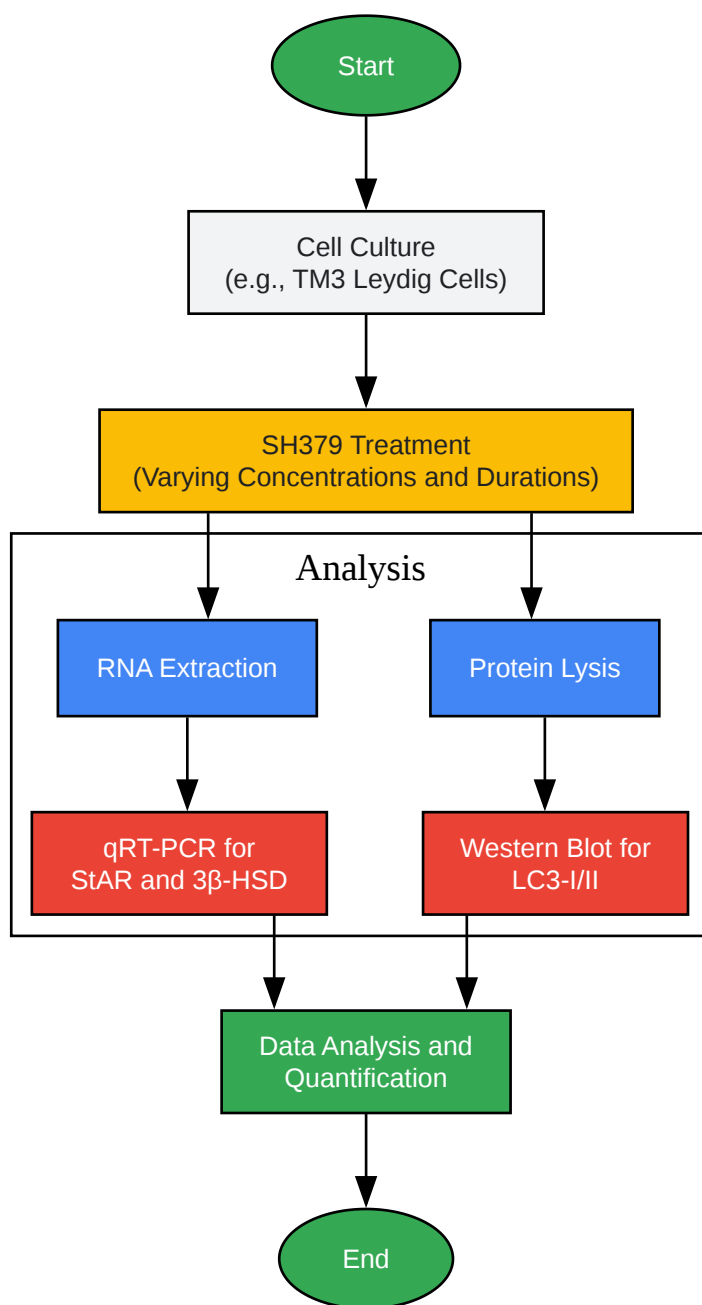 Start
Cell Culture
(e.g., TM3 Leydig Cells)
SH379 Treatment
(Varying Concentrations and Durations)
Analysis
RNA Extraction
Protein Lysis
qRT-PCR for
StAR and 3β-HSD
Western Blot for
LC3-I/II
Data Analysis and
Quantification
End